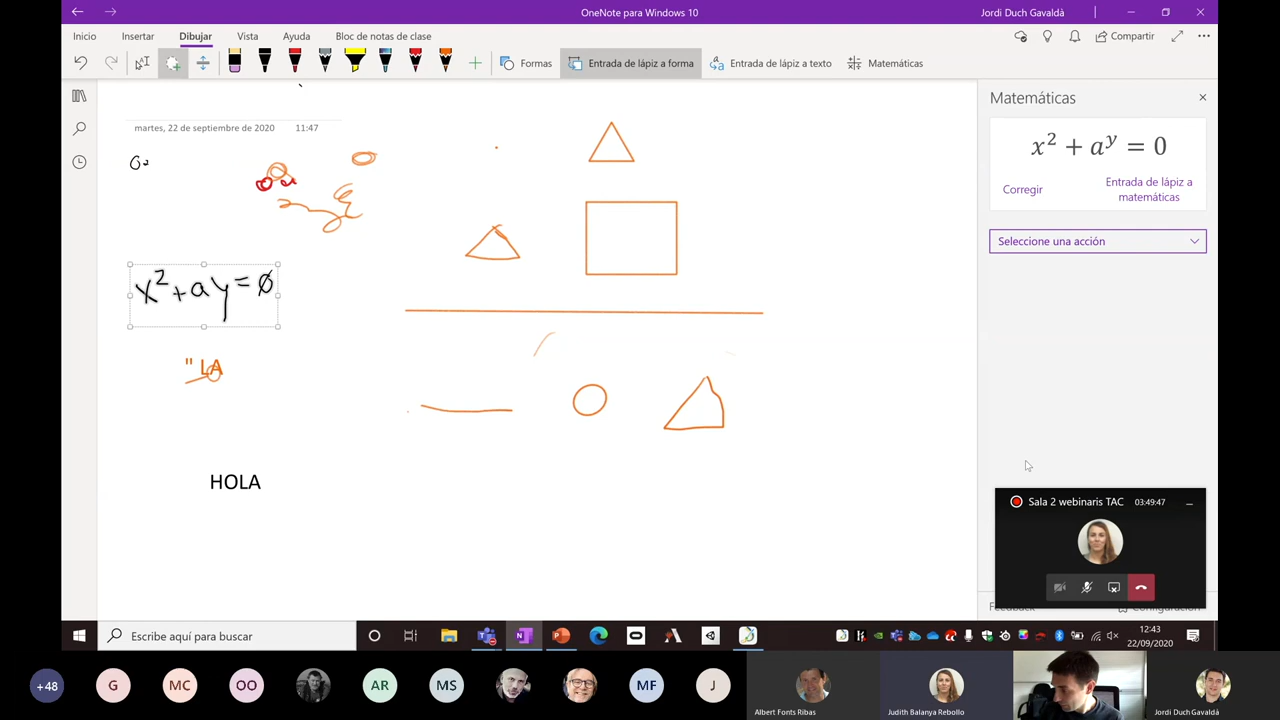 OneNote para Windows 10
Jordi Duch Gavaldà
Inicio Insertar Dibujar Vista Ayuda Bloc de notas de clase
Compartir
Formas Entrada de lápiz a forma Entrada de lápiz a texto Matemáticas
martes, 22 de septiembre de 2020 11:47
Matemáticas
x² + aʸ = 0
Corregir
Entrada de lápiz a
matemáticas
Seleccione una acción
x²+ay=0
" LA
HOLA
Sala 2 webinaris TAC 03:49:47
Escribe aquí para buscar
12:43
22/09/2020
+48 G MC OO AR MS MF J
Albert Fonts Ribas Judith Balanya Rebollo Jordi Duch Gavaldà